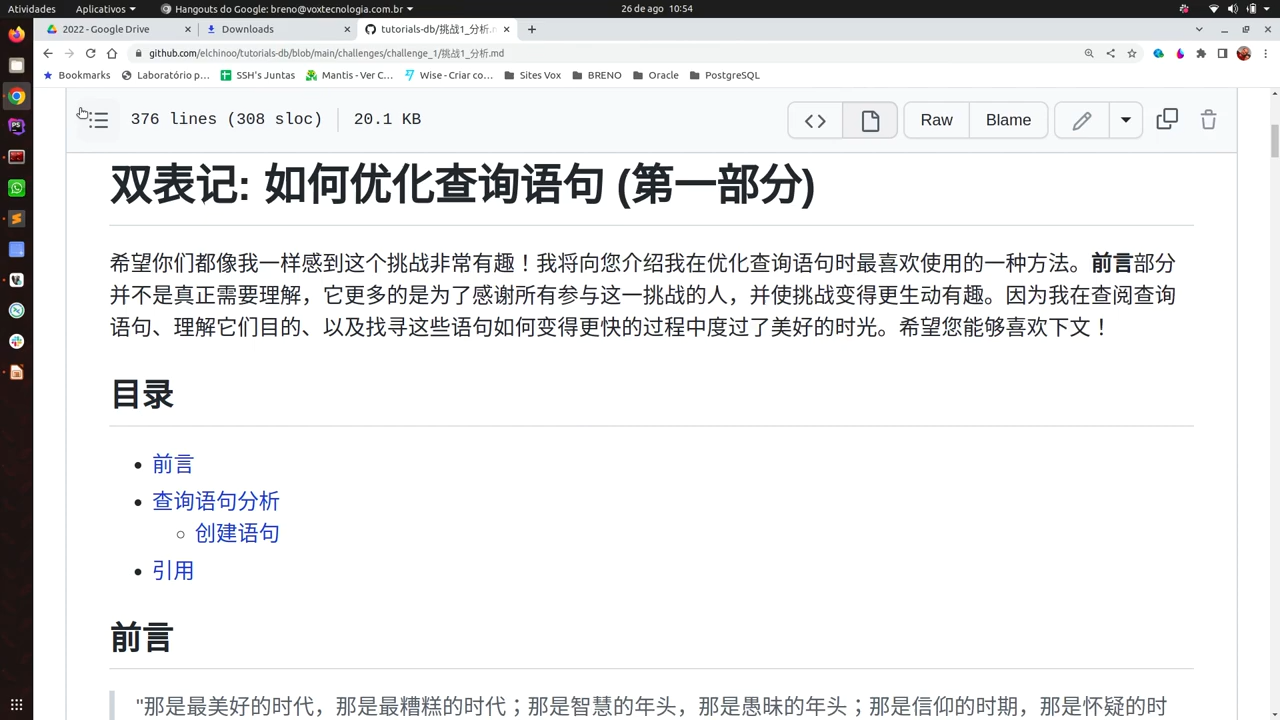 Atividades Aplicativos Hangouts do Google: breno@voxtecnologia.com.br 26 de ago 10:54
2022 - Google Drive Downloads tutorials-db/挑战1_分析.m
github.com/elchinoo/tutorials-db/blob/main/challenges/challenge_1/挑战1_分析.md
Bookmarks Laboratório p... SSH's Juntas Mantis - Ver C... Wise - Criar co... Sites Vox BRENO Oracle PostgreSQL
376 lines (308 sloc) 20.1 KB Raw Blame
双表记: 如何优化查询语句 (第一部分)
希望你们都像我一样感到这个挑战非常有趣！我将向您介绍我在优化查询语句时最喜欢使用的一种方法。前言部分
并不是真正需要理解，它更多的是为了感谢所有参与这一挑战的人，并使挑战变得更生动有趣。因为我在查阅查询
语句、理解它们目的、以及找寻这些语句如何变得更快的过程中度过了美好的时光。希望您能够喜欢下文！
目录
前言
查询语句分析
创建语句
引用
前言
"那是最美好的时代，那是最糟糕的时代；那是智慧的年头，那是愚昧的年头；那是信仰的时期，那是怀疑的时